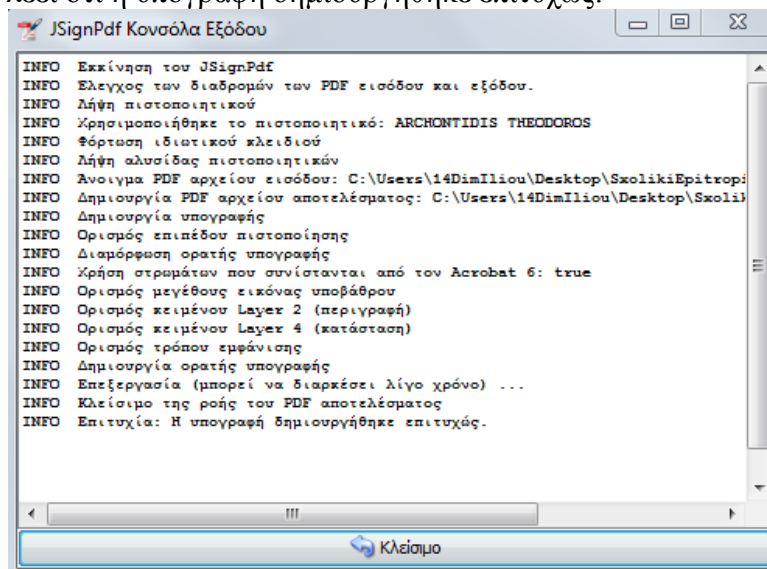 λει ότι η υπογραφή δημιουργήθηκε επιτυχώς.
JSignPdf Κονσόλα Εξόδου
INFO Εκκίνηση του JSignPdf
INFO Έλεγχος των διαδρομών των PDF εισόδου και εξόδου.
INFO Λήψη πιστοποιητικού
INFO Χρησιμοποιήθηκε το πιστοποιητικό: ARCHONTIDIS THEODOROS
INFO Φόρτωση ιδιωτικού κλειδιού
INFO Λήψη αλυσίδας πιστοποιητικών
INFO Άνοιγμα PDF αρχείου εισόδου: C:\Users\14DimIliou\Desktop\SxolikiEpitropi
INFO Δημιουργία PDF αρχείου αποτελέσματος: C:\Users\14DimIliou\Desktop\Sxolik
INFO Δημιουργία υπογραφής
INFO Ορισμός επιπέδου πιστοποίησης
INFO Διαμόρφωση ορατής υπογραφής
INFO Χρήση στρωμάτων που συνίστανται από τον Acrobat 6: true
INFO Ορισμός μεγέθους εικόνας υποβάθρου
INFO Ορισμός κειμένου Layer 2 (περιγραφή)
INFO Ορισμός κειμένου Layer 4 (κατάσταση)
INFO Ορισμός τρόπου εμφάνισης
INFO Δημιουργία ορατής υπογραφής
INFO Επεξεργασία (μπορεί να διαρκέσει λίγο χρόνο) ...
INFO Κλείσιμο της ροής του PDF αποτελέσματος
INFO Επιτυχία: Η υπογραφή δημιουργήθηκε επιτυχώς.
Κλείσιμο